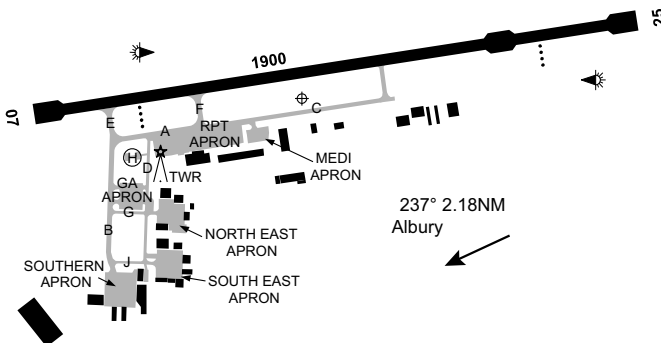 25
1900
07
E
F
A
C
RPT
APRON
H
D
MEDI
APRON
TWR
GA
APRON
G
B
NORTH EAST
APRON
J
SOUTHERN
APRON
SOUTH EAST
APRON
237° 2.18NM
Albury